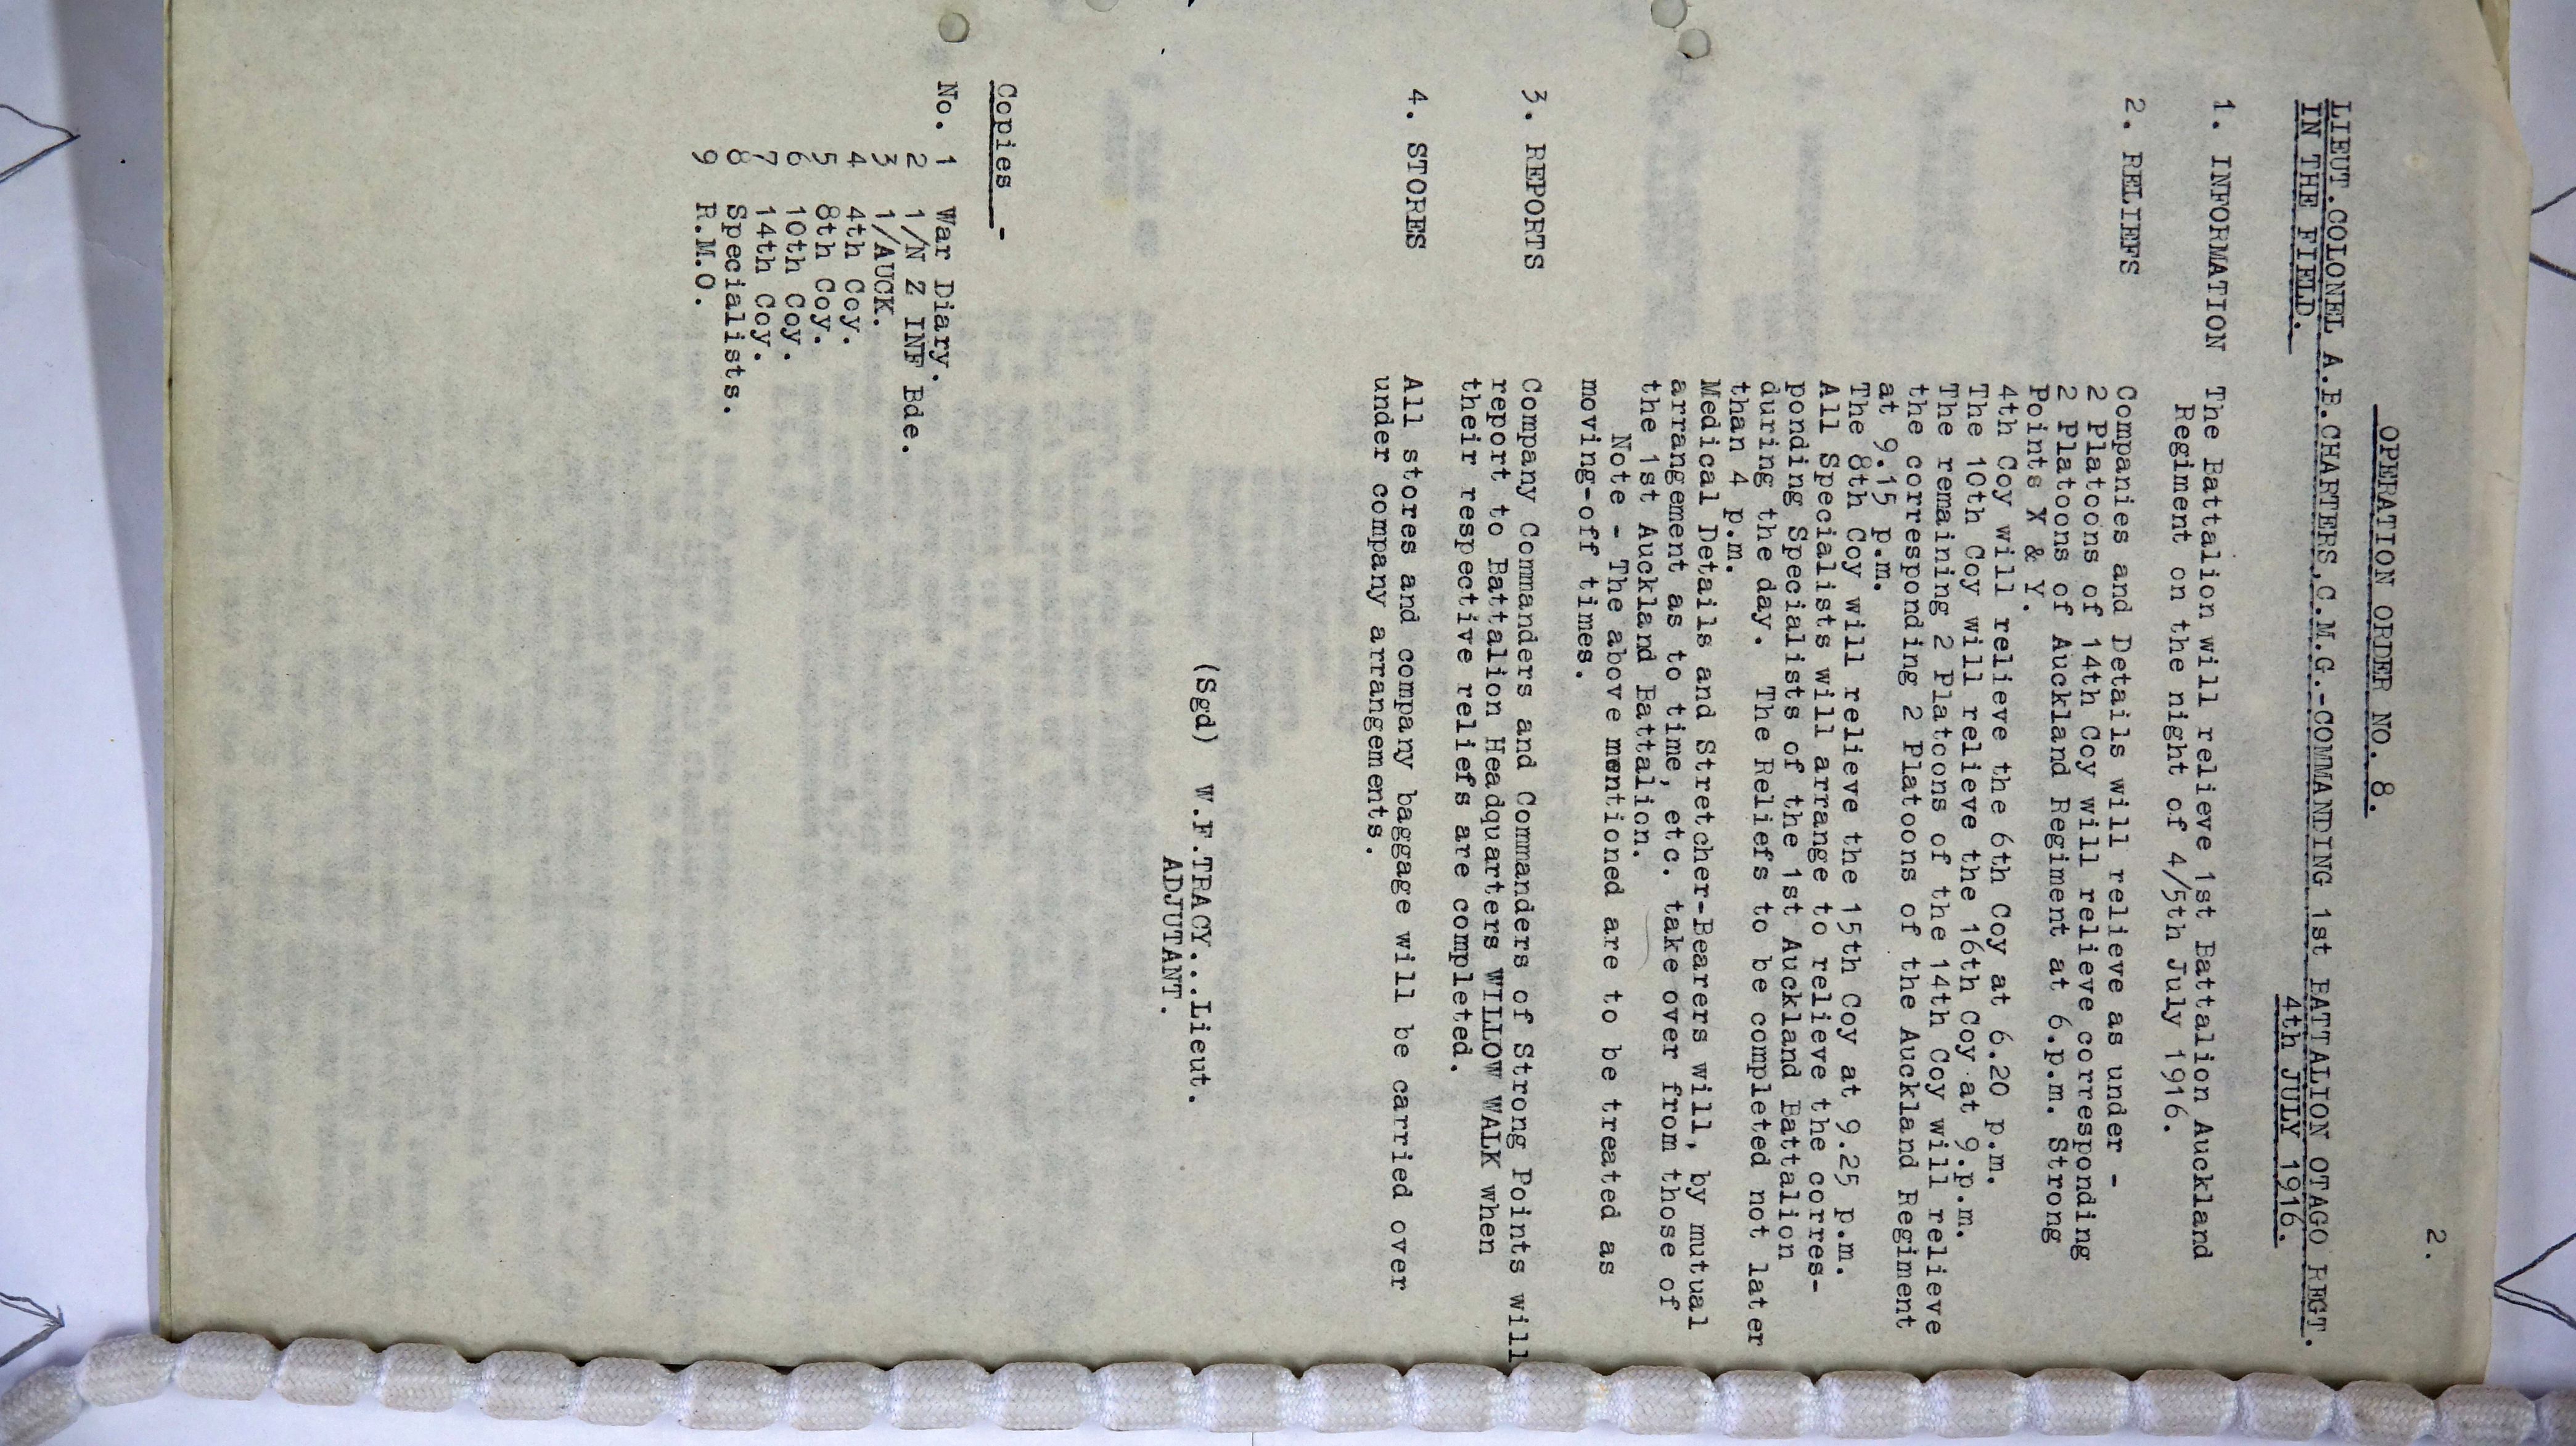 2.
OPERATION ORDER NO. 8.
LIEUT.COLONEL A.B.CHARTERS,C.M.G.-COMMANDING 1st BATTALION OTAGO REGT.
IN THE FIELD. 4th JULY 1916.
1. INFORMATION The Battalion will relieve 1st Battalion Auckland
Regiment on the night of 4/5th July 1916.
2. RELIEFS Companies and Details will relieve as under -
2 Platoons of 14th Coy will relieve corresponding
2 Platoons of Auckland Regiment at 6.p.m. Strong
Points X & Y.
4th Coy will relieve the 6th Coy at 6.20 p.m.
The 10th Coy will relieve the 16th Coy at 9.p.m.
The remaining 2 Platoons of the 14th Coy will relieve
the corresponding 2 Platoons of the Auckland Regiment
at 9.15 p.m.
The 8th Coy will relieve the 15th Coy at 9.25 p.m.
All Specialists will arrange to relieve the corres-
ponding Specialists of the 1st Auckland Battalion
during the day. The Reliefs to be completed not later
than 4 p.m.
Medical Details and Stretcher-Bearers will, by mutual
arrangement as to time, etc. take over from those of
the 1st Auckland Battalion.
Note - The above mentioned are to be treated as
moving-off times.
3. REPORTS Company Commanders and Commanders of Strong Points will
report to Battalion Headquarters WILLOW WALK when
their respective reliefs are completed.
4. STORES All stores and company baggage will be carried over
under company arrangements.
(Sgd) W.F.TRACY...Lieut.
ADJUTANT.
Copies -
No. 1 War Diary.
2 1/N Z INF Bde.
3 1/AUCK.
4 4th Coy.
5 8th Coy.
6 10th Coy.
7 14th Coy.
8 Specialists.
9 R.M.O.